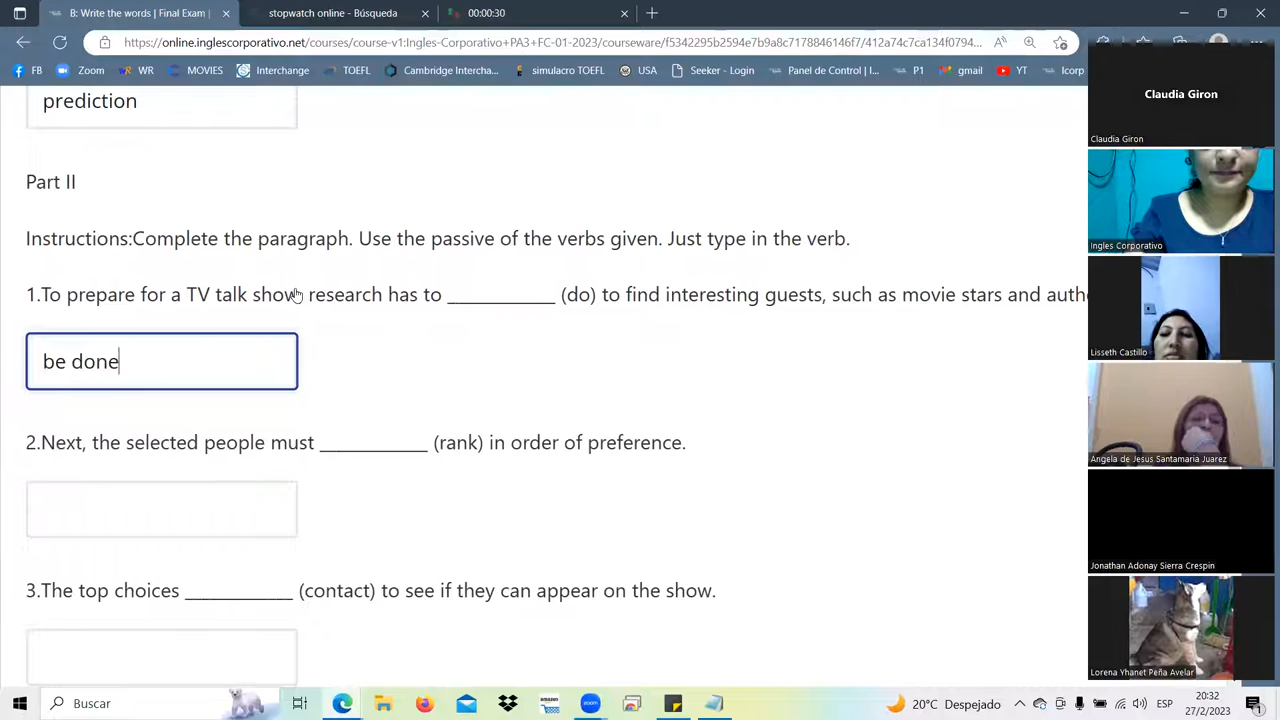 B: Write the words | Final Exam |
stopwatch online - Búsqueda
00:00:30
https://online.inglescorporativo.net/courses/course-v1:Ingles-Corporativo+PA3+FC-01-2023/courseware/f5342295b2594e7b9a8c7178846146f7/412a74c7ca134f0794...
FB
Zoom
WR
MOVIES
Interchange
TOEFL
Cambridge Intercha...
simulacro TOEFL
USA
Seeker - Login
Panel de Control | I...
P1
gmail
YT
Icorp
prediction
Part II
Instructions:Complete the paragraph. Use the passive of the verbs given. Just type in the verb.
1.To prepare for a TV talk show research has to ___________ (do) to find interesting guests, such as movie stars and auth
be done
2.Next, the selected people must ___________ (rank) in order of preference.
3.The top choices ___________ (contact) to see if they can appear on the show.
Claudia Giron
Claudia Giron
Ingles Corporativo
Lisseth Castillo
Angela de Jesus Santamaria Juarez
Jonathan Adonay Sierra Crespin
Lorena Yhanet Peña Avelar
Buscar
amazon
zoom
20°C Despejado
ESP
20:32
27/2/2023
1